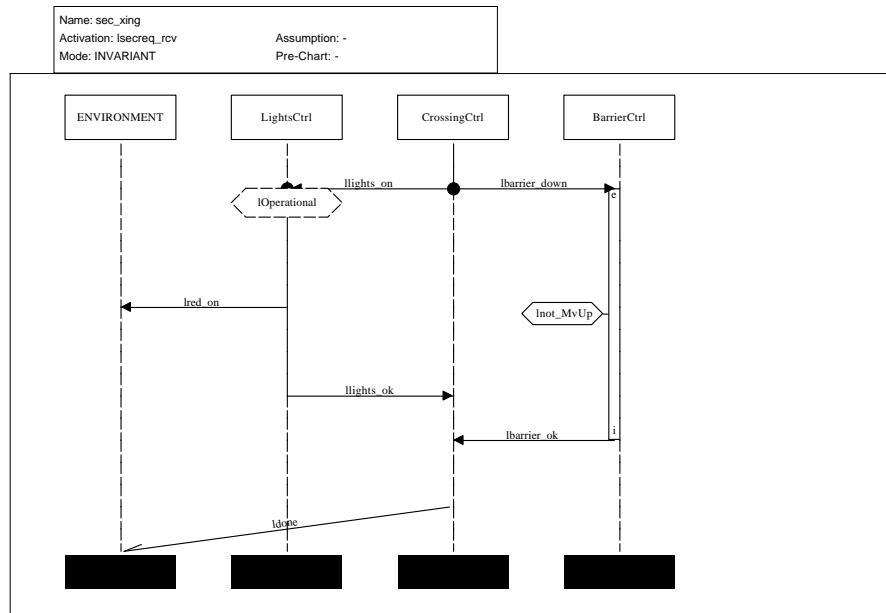 Name: sec_xing
Activation: lsecreq_rcv Assumption: -
Mode: INVARIANT Pre-Chart: -
ENVIRONMENT LightsCtrl CrossingCtrl BarrierCtrl
llights_on lbarrier_down
e
lOperational
lred_on
lnot_MvUp
llights_ok
i
lbarrier_ok
ldone